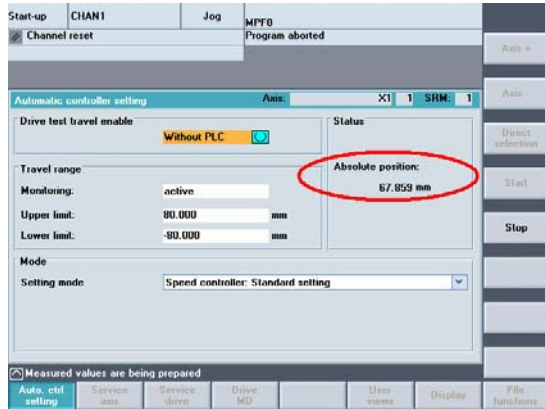 Start-up CHAN1 Jog MPF0
Channel reset Program aborted
Automatic controller setting Axis: X1 1 SRM: 1
Drive test travel enable
Without PLC
Status
Travel range
Absolute position:
67.859 mm
Monitoring: active
Upper limit: 80.000 mm
Lower limit: -80.000 mm
Mode
Setting mode Speed controller: Standard setting
Measured values are being prepared
Axis +
Axis -
Direct
selection
Start
Stop
Auto. ctrl
setting
Service
axis
Service
drive
Drive
MD
User
views
Display
File
functions